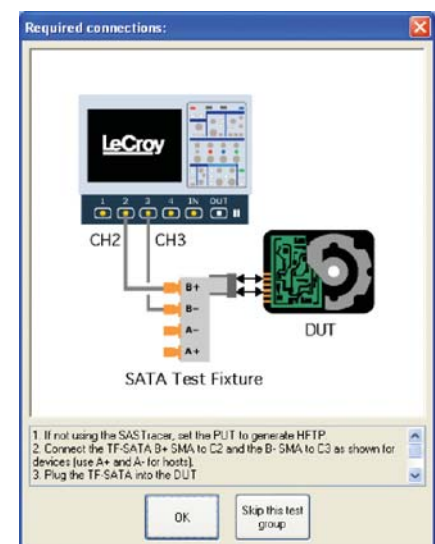 Required connections:
LeCroy
1 2 3 4 IN OUT
CH2 CH3
B+
B-
A-
A+
DUT
SATA Test Fixture
1. If not using the SASTracer, set the PUT to generate HFTP.
2. Connect the TF-SATA B+ SMA to C2 and the B- SMA to C3 as shown for
devices (use A+ and A- for hosts).
3. Plug the TF-SATA into the DUT
OK
Skip this test
group